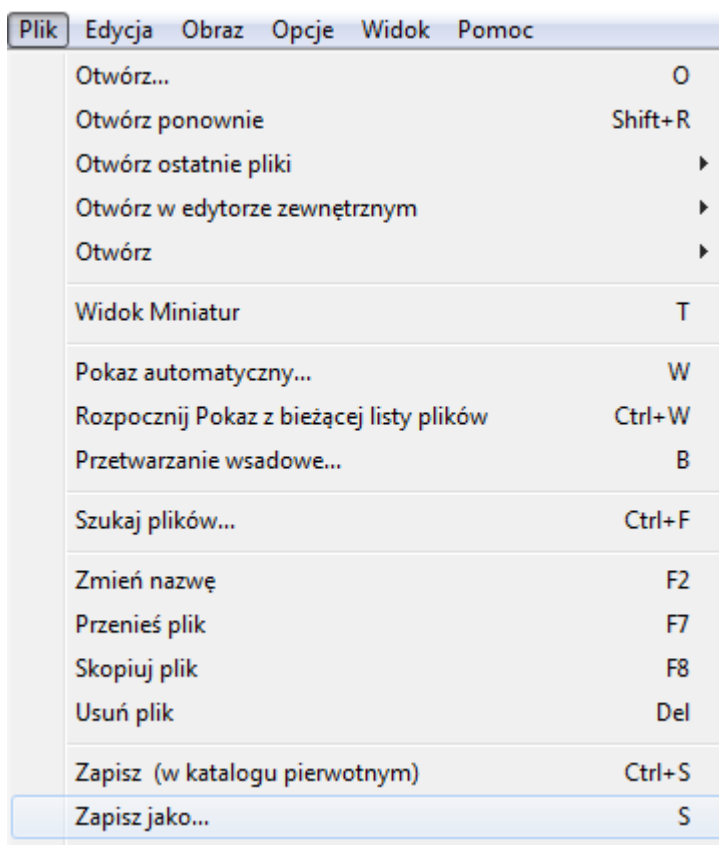 Plik Edycja Obraz Opcje Widok Pomoc
Otwórz... O
Otwórz ponownie Shift+R
Otwórz ostatnie pliki
Otwórz w edytorze zewnętrznym
Otwórz
Widok Miniatur T
Pokaz automatyczny... W
Rozpocznij Pokaz z bieżącej listy plików Ctrl+W
Przetwarzanie wsadowe... B
Szukaj plików... Ctrl+F
Zmień nazwę F2
Przenieś plik F7
Skopiuj plik F8
Usuń plik Del
Zapisz (w katalogu pierwotnym) Ctrl+S
Zapisz jako... S